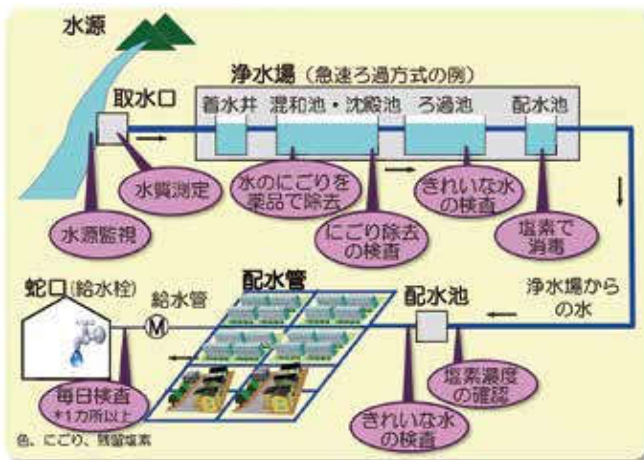 水源
取水口
浄水場（急速ろ過方式の例）
着水井
混和池・沈殿池
ろ過池
配水池
水質測定
水源監視
水のにごりを
薬品で除去
にごり除去
の検査
きれいな水
の検査
塩素で
消毒
蛇口(給水栓)
給水管
M
配水管
配水池
浄水場から
の水
毎日検査
*1カ所以上
色、にごり、残留塩素
きれいな水
の検査
塩素濃度
の確認